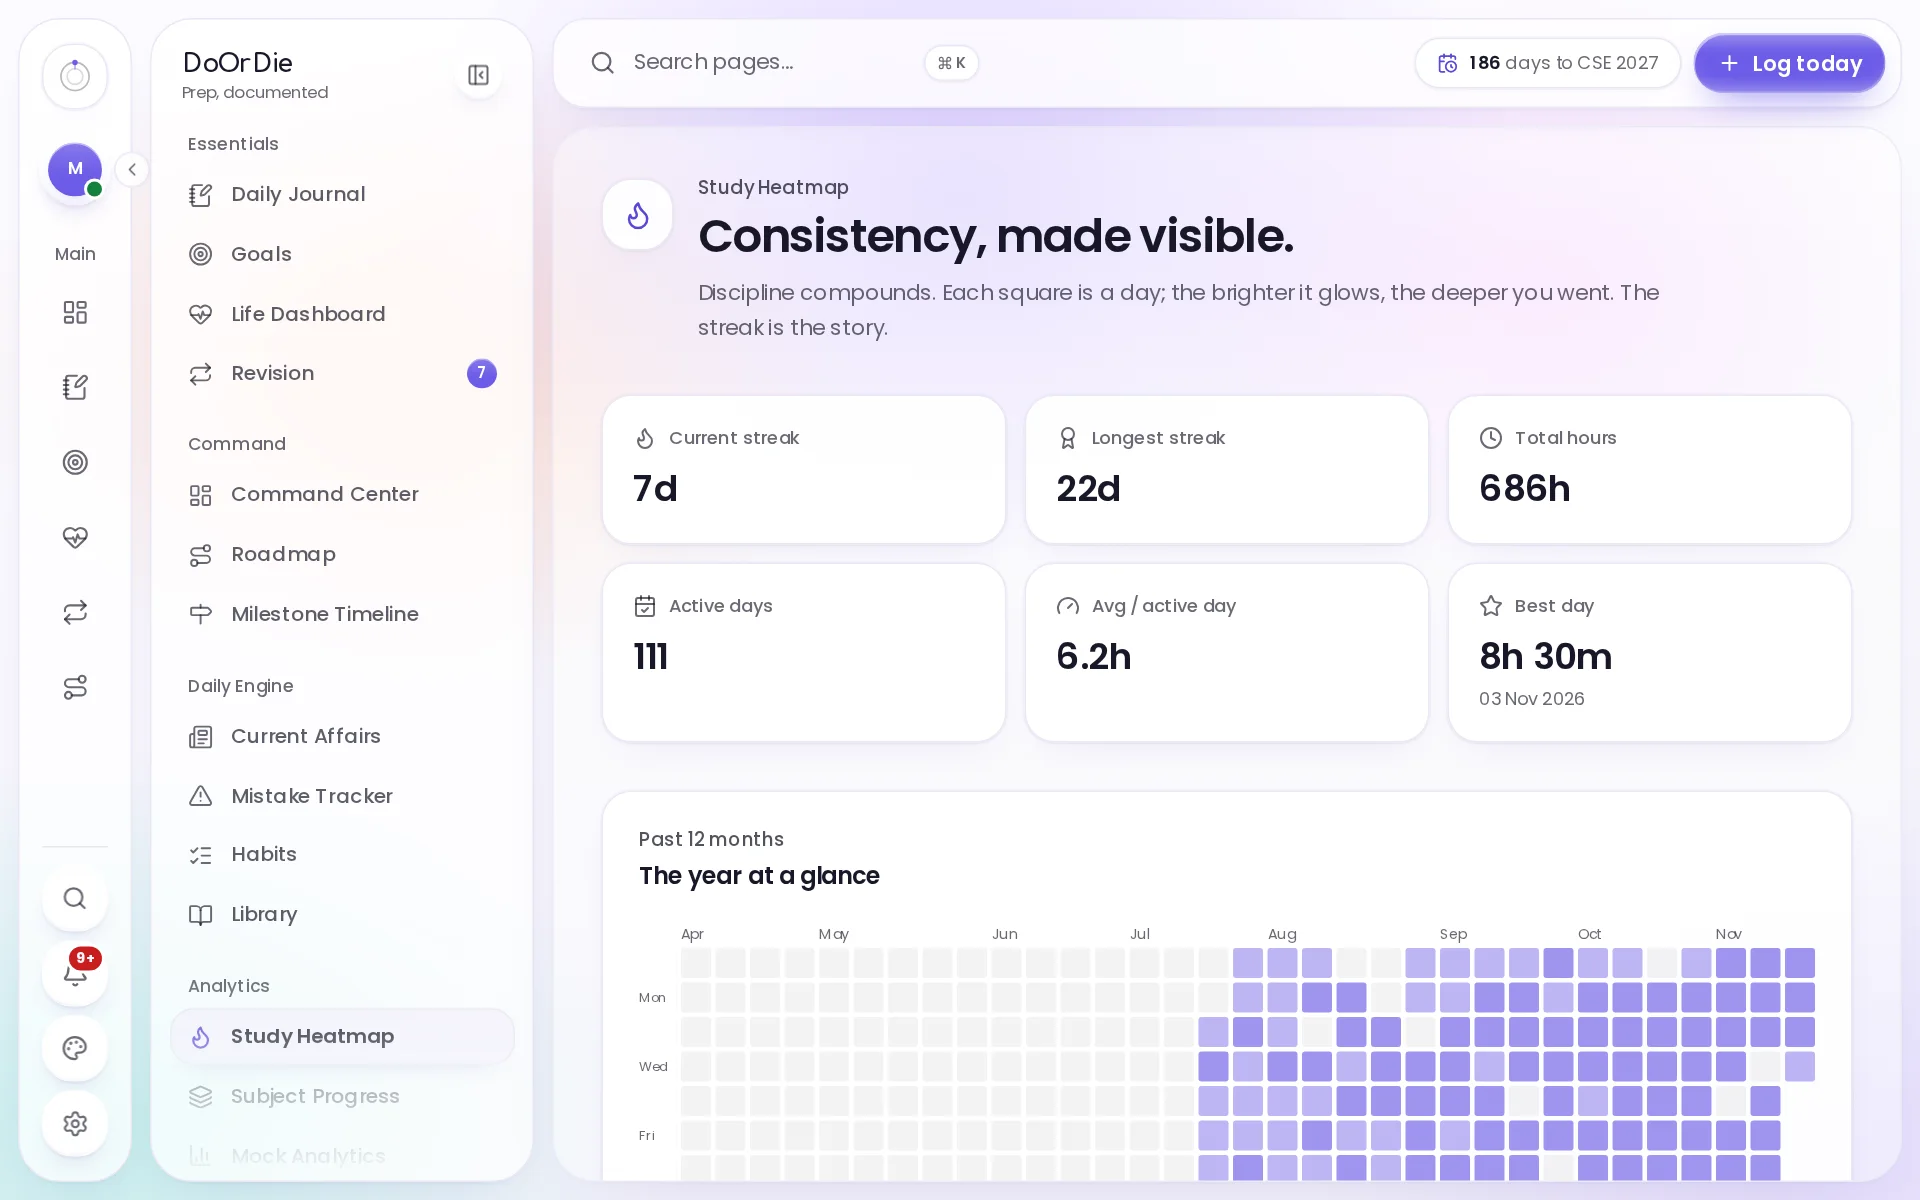 DoOrDie
Prep, documented
M
Main
9+
Essentials
Daily Journal
Goals
Life Dashboard
Revision
7
Command
Command Center
Roadmap
Milestone Timeline
Daily Engine
Current Affairs
Mistake Tracker
Habits
Library
Analytics
Study Heatmap
Subject Progress
Mock Analytics
Search pages...
⌘ K
186 days to CSE 2027
+ Log today
Study Heatmap
Consistency, made visible.
Discipline compounds. Each square is a day; the brighter it glows, the deeper you went. The
streak is the story.
Current streak
7d
Longest streak
22d
Total hours
686h
Active days
111
Avg / active day
6.2h
Best day
8h 30m
03 Nov 2026
Past 12 months
The year at a glance
Apr May Jun Jul Aug Sep Oct Nov
Mon
Wed
Fri